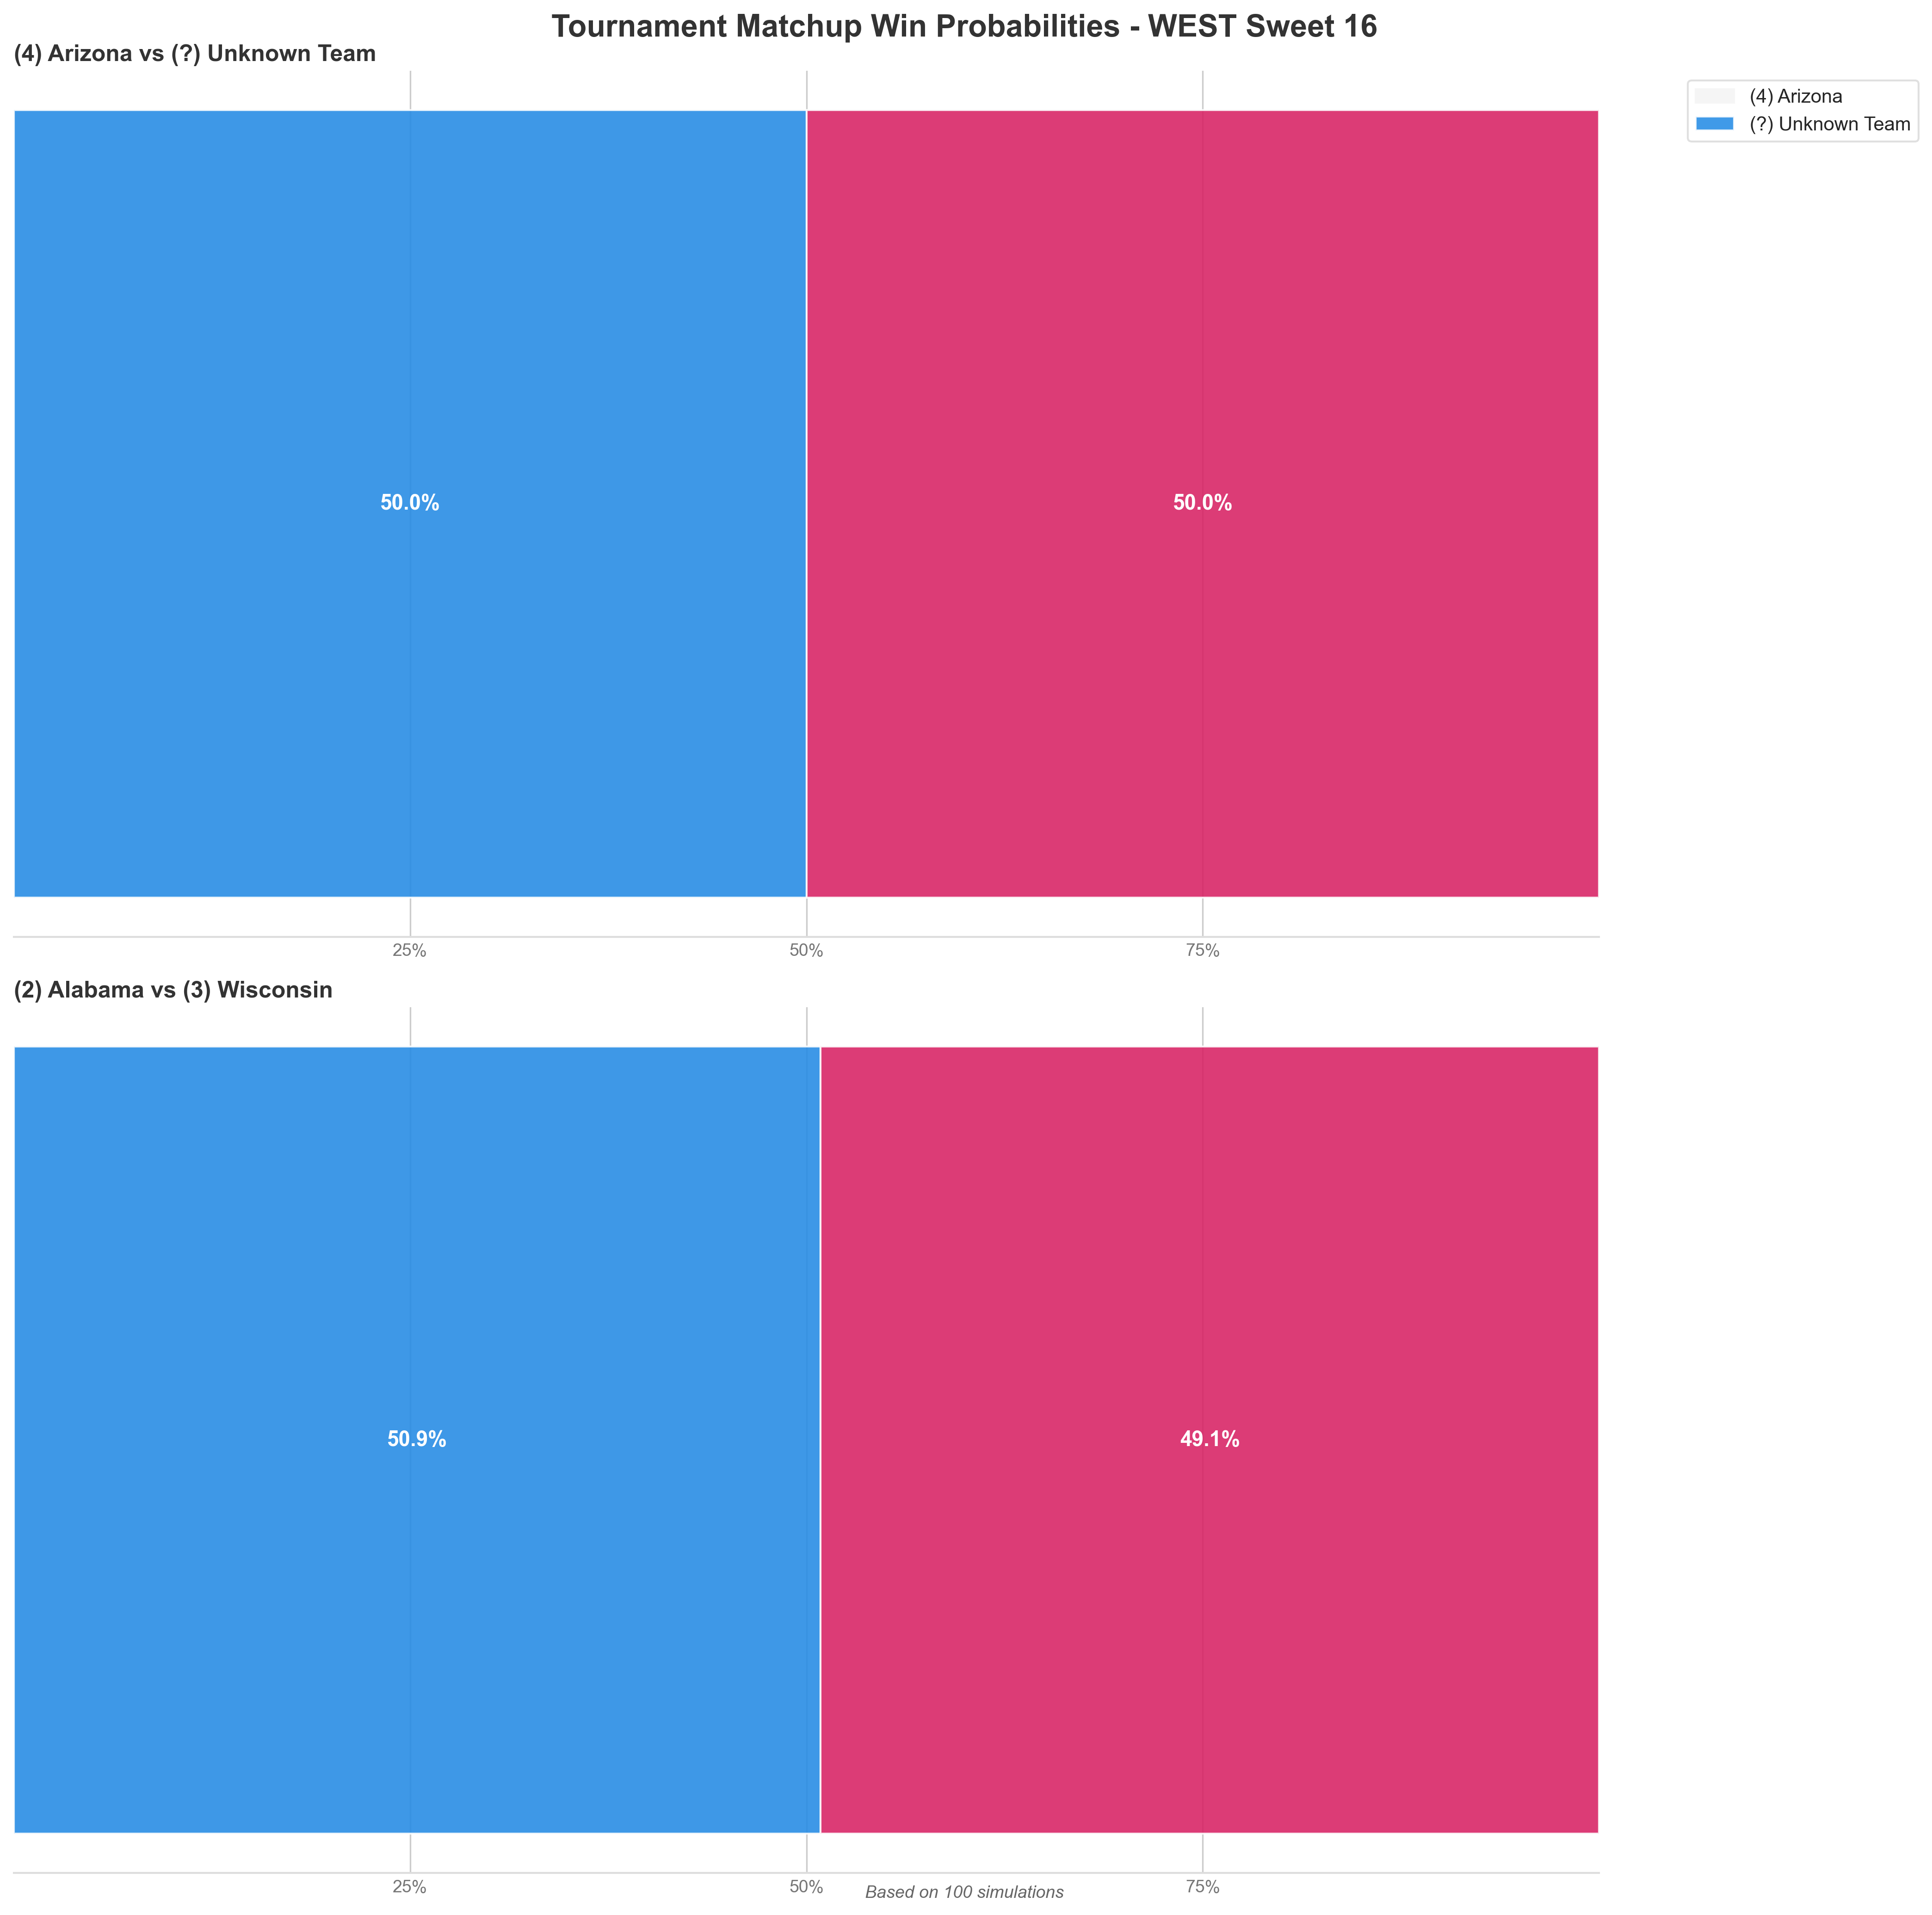 Tournament Matchup Win Probabilities - WEST Sweet 16
(4) Arizona vs (?) Unknown Team
(4) Arizona
(?) Unknown Team
50.0% 50.0%
25% 50% 75%
(2) Alabama vs (3) Wisconsin
50.9% 49.1%
25% 50% 75%
Based on 100 simulations